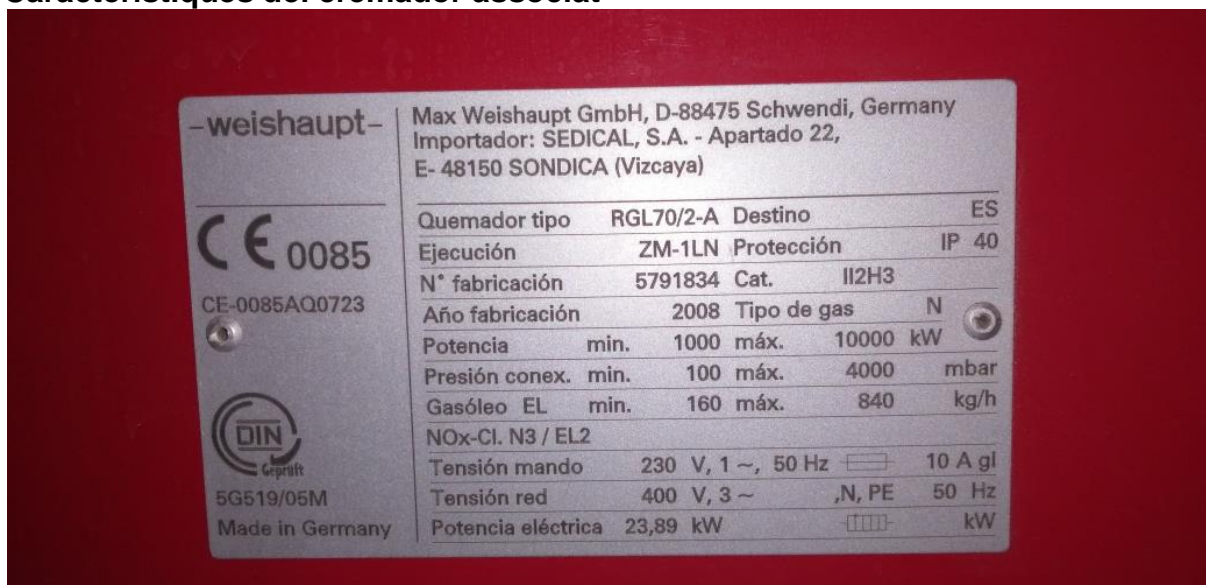 Característiques del cremador associat
-weishaupt-
Max Weishaupt GmbH, D-88475 Schwendi, Germany
Importador: SEDICAL, S.A. - Apartado 22,
E- 48150 SONDICA (Vizcaya)
CE 0085
CE-0085AQ0723
Quemador tipo RGL70/2-A Destino ES
Ejecución ZM-1LN Protección IP 40
N° fabricación 5791834 Cat. II2H3
Año fabricación 2008 Tipo de gas N
Potencia min. 1000 máx. 10000 kW
Presión conex. min. 100 máx. 4000 mbar
Gasóleo EL min. 160 máx. 840 kg/h
NOx-Cl. N3 / EL2
Tensión mando 230 V, 1 ~, 50 Hz 10 A gl
Tensión red 400 V, 3 ~ ,N, PE 50 Hz
Potencia eléctrica 23,89 kW kW
DIN
Geprüft
5G519/05M
Made in Germany